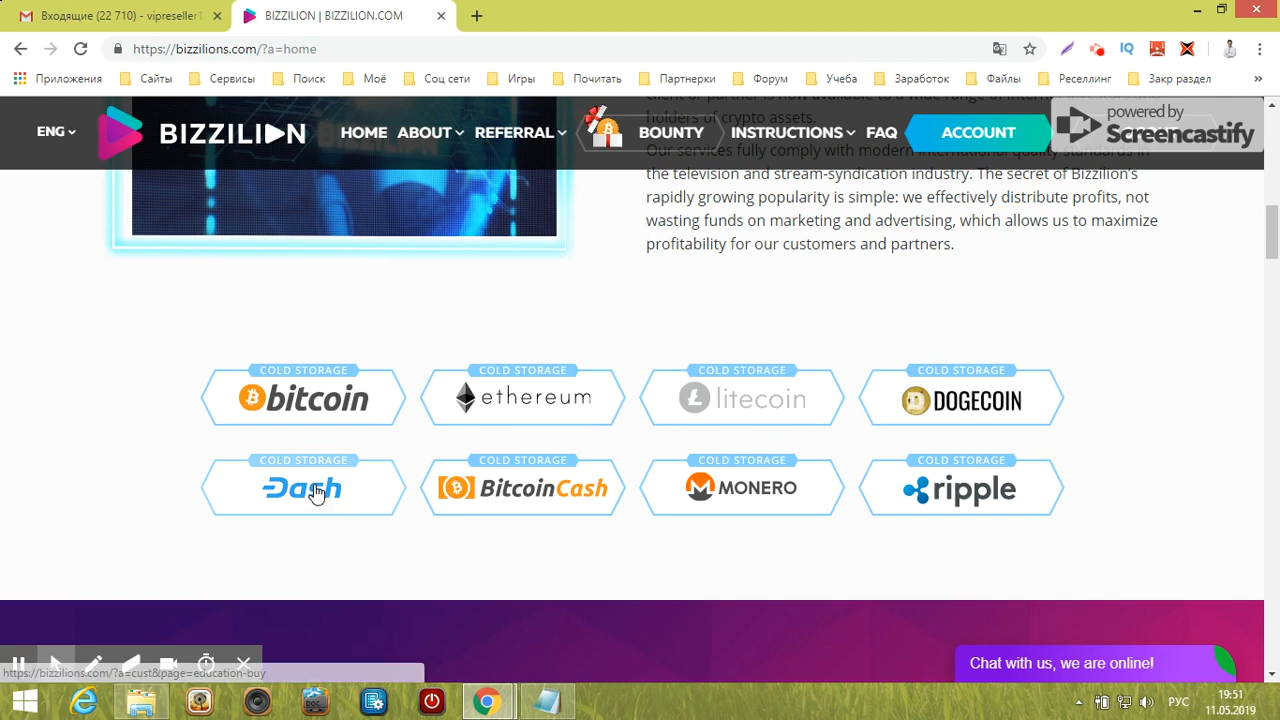 Входящие (22 710) - vipreseller1
BIZZILION | BIZZILION.COM
https://bizzilions.com/?a=home
IQ
Приложения
Сайты
Сервисы
Поиск
Моё
Соц сети
Игры
Почитать
Партнерки
Форум
Учеба
Заработок
Файлы
Реселлинг
Закр раздел
»
ENG
BIZZILION
HOME
ABOUT
REFERRAL
BOUNTY
INSTRUCTIONS
FAQ
ACCOUNT
powered by
Screencastify
holders of crypto assets.
Our services fully comply with modern international quality standards in
the television and stream-syndication industry. The secret of Bizzilion's
rapidly growing popularity is simple: we effectively distribute profits, not
wasting funds on marketing and advertising, which allows us to maximize
profitability for our customers and partners.
COLD STORAGE
bitcoin
COLD STORAGE
ethereum
COLD STORAGE
litecoin
COLD STORAGE
DOGECOIN
COLD STORAGE
Dash
COLD STORAGE
BitcoinCash
COLD STORAGE
MONERO
COLD STORAGE
ripple
Chat with us, we are online!
https://bizzilions.com/?a=cust&page=education-buy
DOC
РУС
19:51
11.05.2019